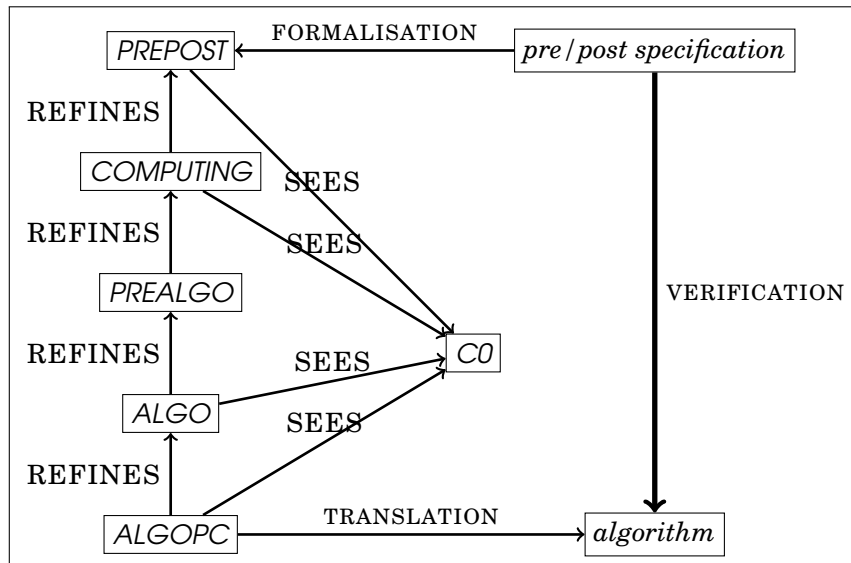 FORMALISATION
PREPOST
pre/post specification
REFINES
COMPUTING
SEES
REFINES
SEES
PREALGO
VERIFICATION
REFINES
SEES
C0
ALGO
SEES
REFINES
TRANSLATION
ALGOPC
algorithm